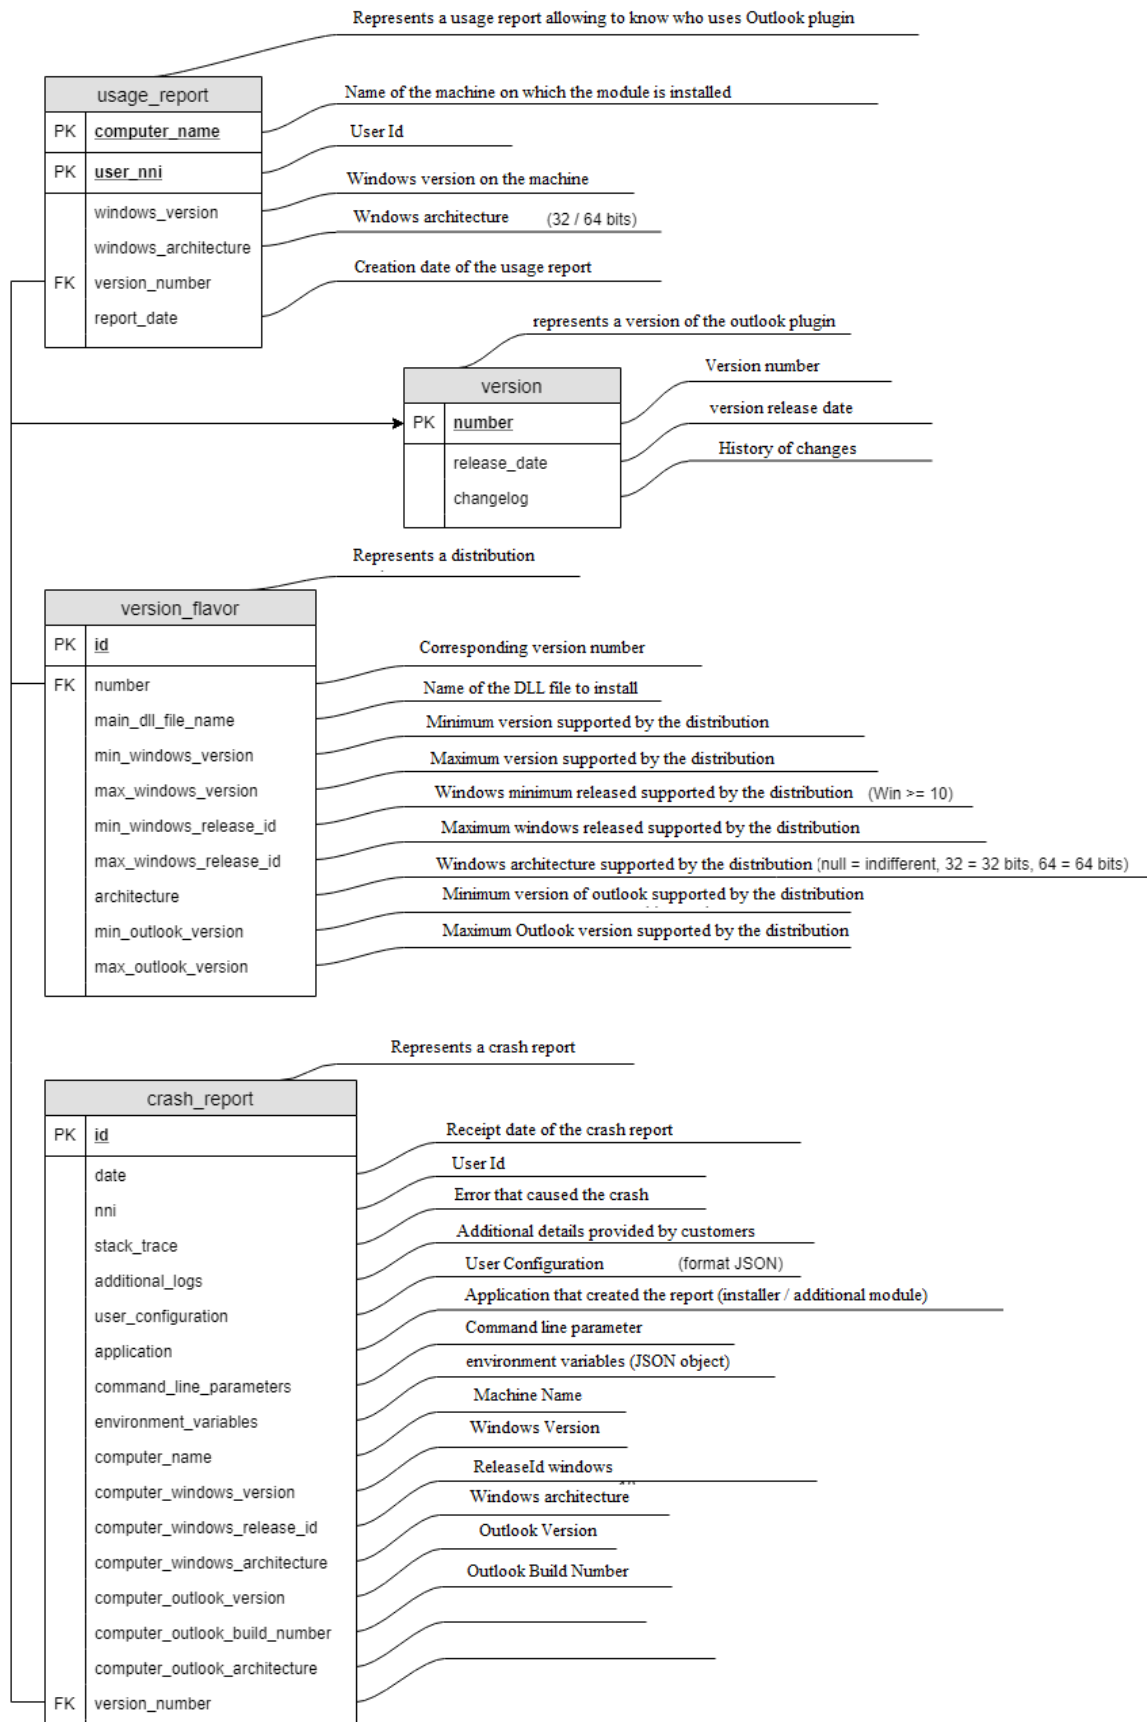 Represents a usage report allowing to know who uses Outlook plugin
usage_report
Name of the machine on which the module is installed
PK computer_name
User Id
PK user_nni
Windows version on the machine
windows_version
Wndows architecture (32 / 64 bits)
windows_architecture
Creation date of the usage report
FK version_number
report_date
represents a version of the outlook plugin
version
Version number
PK number
version release date
release_date
History of changes
changelog
Represents a distribution
version_flavor
PK id
Corresponding version number
FK number
Name of the DLL file to install
main_dll_file_name
Minimum version supported by the distribution
min_windows_version
Maximum version supported by the distribution
max_windows_version
Windows minimum released supported by the distribution (Win >= 10)
min_windows_release_id
Maximum windows released supported by the distribution
max_windows_release_id
Windows architecture supported by the distribution (null = indifferent, 32 = 32 bits, 64 = 64 bits)
architecture
Minimum version of outlook supported by the distribution
min_outlook_version
Maximum Outlook version supported by the distribution
max_outlook_version
Represents a crash report
crash_report
PK id
Receipt date of the crash report
date
User Id
nni
Error that caused the crash
stack_trace
Additional details provided by customers
additional_logs
User Configuration (format JSON)
user_configuration
Application that created the report (installer / additional module)
application
Command line parameter
command_line_parameters
environment variables (JSON object)
environment_variables
Machine Name
computer_name
Windows Version
computer_windows_version
ReleaseId windows
computer_windows_release_id
Windows architecture
computer_windows_architecture
Outlook Version
computer_outlook_version
Outlook Build Number
computer_outlook_build_number
computer_outlook_architecture
FK version_number